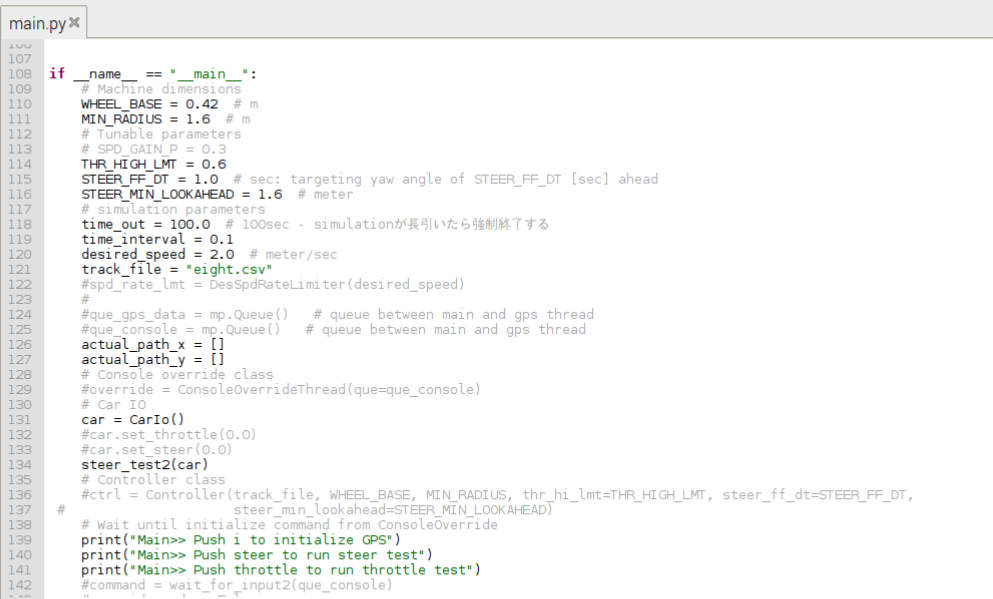 main.py
106
107
108 if __name__ == "__main__":
109 # Machine dimensions
110 WHEEL_BASE = 0.42 # m
111 MIN_RADIUS = 1.6 # m
112 # Tunable parameters
113 # SPD_GAIN_P = 0.3
114 THR_HIGH_LMT = 0.6
115 STEER_FF_DT = 1.0 # sec: targeting yaw angle of STEER_FF_DT [sec] ahead
116 STEER_MIN_LOOKAHEAD = 1.6 # meter
117 # simulation parameters
118 time_out = 100.0 # 100sec - simulationが長引いたら強制終了する
119 time_interval = 0.1
120 desired_speed = 2.0 # meter/sec
121 track_file = "eight.csv"
122 #spd_rate_lmt = DesSpdRateLimiter(desired_speed)
123 #
124 #que_gps_data = mp.Queue() # queue between main and gps thread
125 #que_console = mp.Queue() # queue between main and gps thread
126 actual_path_x = []
127 actual_path_y = []
128 # Console override class
129 #override = ConsoleOverrideThread(que=que_console)
130 # Car IO
131 car = CarIo()
132 #car.set_throttle(0.0)
133 #car.set_steer(0.0)
134 steer_test2(car)
135 # Controller class
136 #ctrl = Controller(track_file, WHEEL_BASE, MIN_RADIUS, thr_hi_lmt=THR_HIGH_LMT, steer_ff_dt=STEER_FF_DT,
137 # steer_min_lookahead=STEER_MIN_LOOKAHEAD)
138 # Wait until initialize command from ConsoleOverride
139 print("Main>> Push i to initialize GPS")
140 print("Main>> Push steer to run steer test")
141 print("Main>> Push throttle to run throttle test")
142 #command = wait_for_input2(que_console)